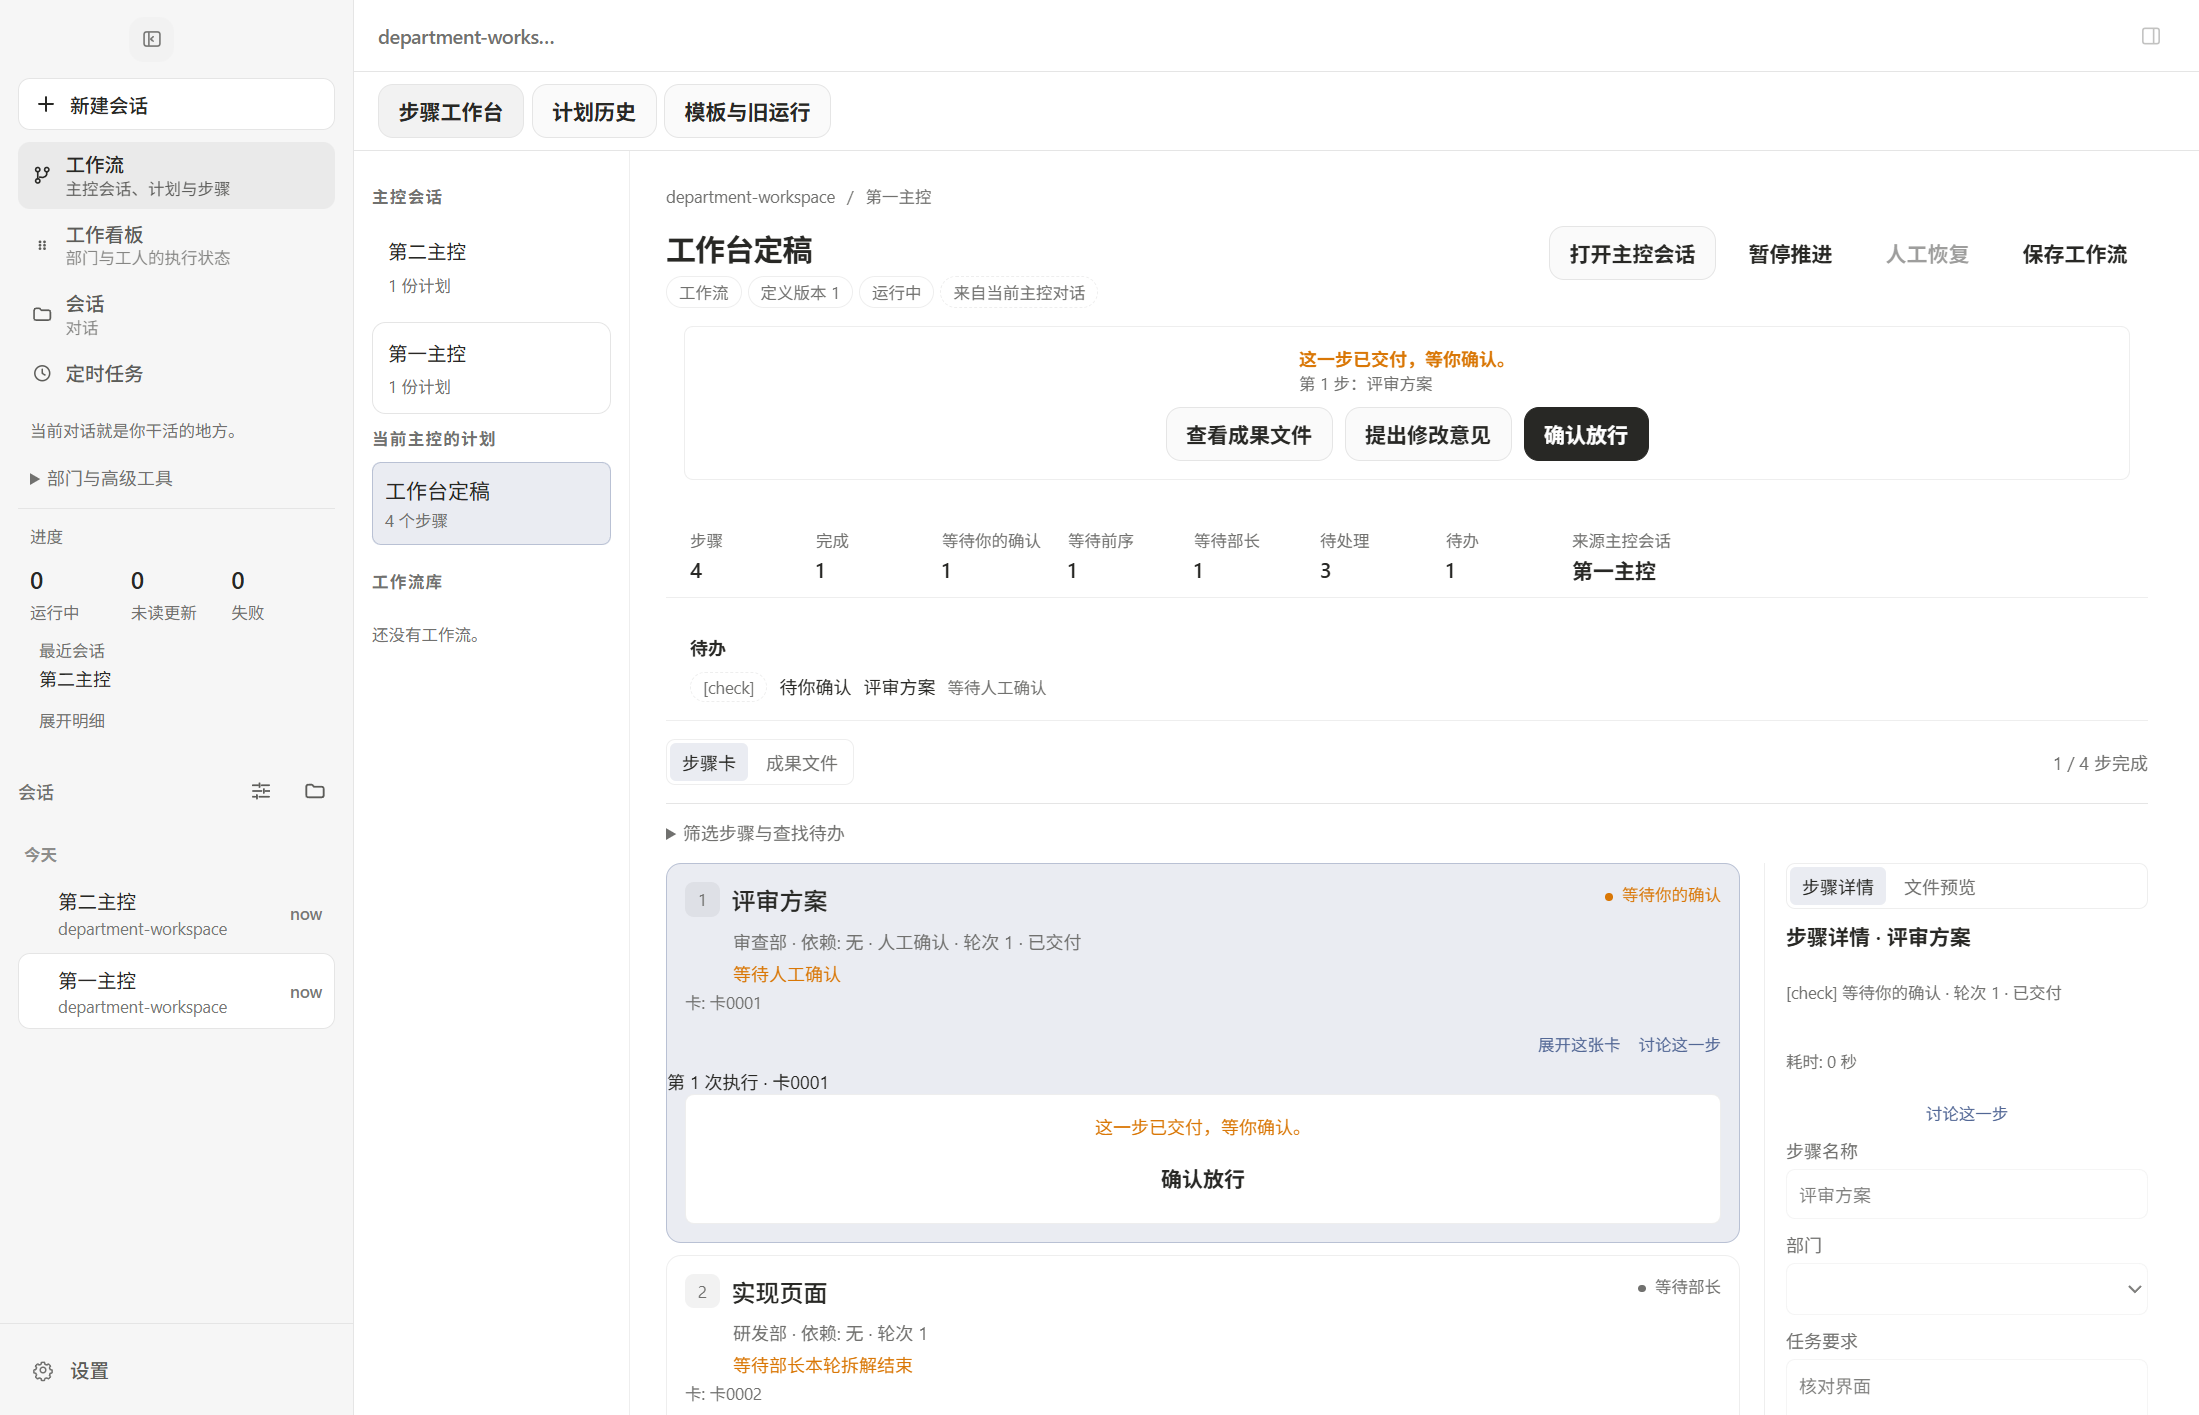 新建会话
工作流
主控会话、计划与步骤
工作看板
部门与工人的执行状态
会话
对话
定时任务
当前对话就是你干活的地方。
部门与高级工具
进度
0 0 0
运行中 未读更新 失败
最近会话
第二主控
展开明细
会话
今天
第二主控
department-workspace
now
第一主控
department-workspace
now
设置
department-works...
步骤工作台 计划历史 模板与旧运行
主控会话
第二主控
1 份计划
第一主控
1 份计划
当前主控的计划
工作台定稿
4 个步骤
工作流库
还没有工作流。
department-workspace / 第一主控
工作台定稿
打开主控会话 暂停推进 人工恢复 保存工作流
工作流 定义版本 1 运行中 来自当前主控对话
这一步已交付，等你确认。
第 1 步：评审方案
查看成果文件 提出修改意见 确认放行
步骤 完成 等待你的确认 等待前序 等待部长 待处理 待办 来源主控会话
4 1 1 1 1 3 1 第一主控
待办
[check] 待你确认 评审方案 等待人工确认
步骤卡 成果文件
1 / 4 步完成
筛选步骤与查找待办
1 评审方案
等待你的确认
审查部 · 依赖: 无 · 人工确认 · 轮次 1 · 已交付
等待人工确认
卡: 卡0001
展开这张卡 讨论这一步
第 1 次执行 · 卡0001
这一步已交付，等你确认。
确认放行
2 实现页面
等待部长
研发部 · 依赖: 无 · 轮次 1
等待部长本轮拆解结束
卡: 卡0002
步骤详情 文件预览
步骤详情 · 评审方案
[check] 等待你的确认 · 轮次 1 · 已交付
耗时: 0 秒
讨论这一步
步骤名称
评审方案
部门
任务要求
核对界面